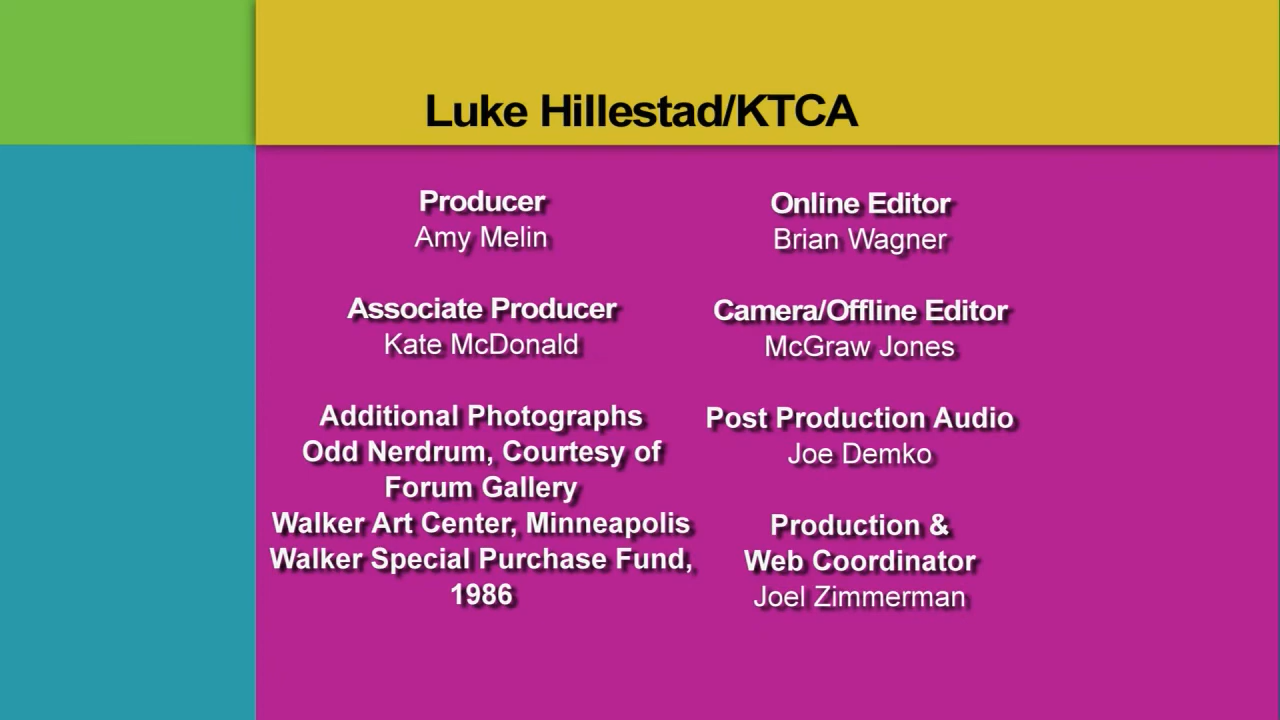 Luke Hillestad/KTCA
Producer
Amy Melin
Associate Producer
Kate McDonald
Additional Photographs
Odd Nerdrum, Courtesy of
Forum Gallery
Walker Art Center, Minneapolis
Walker Special Purchase Fund,
1986
Online Editor
Brian Wagner
Camera/Offline Editor
McGraw Jones
Post Production Audio
Joe Demko
Production &
Web Coordinator
Joel Zimmerman